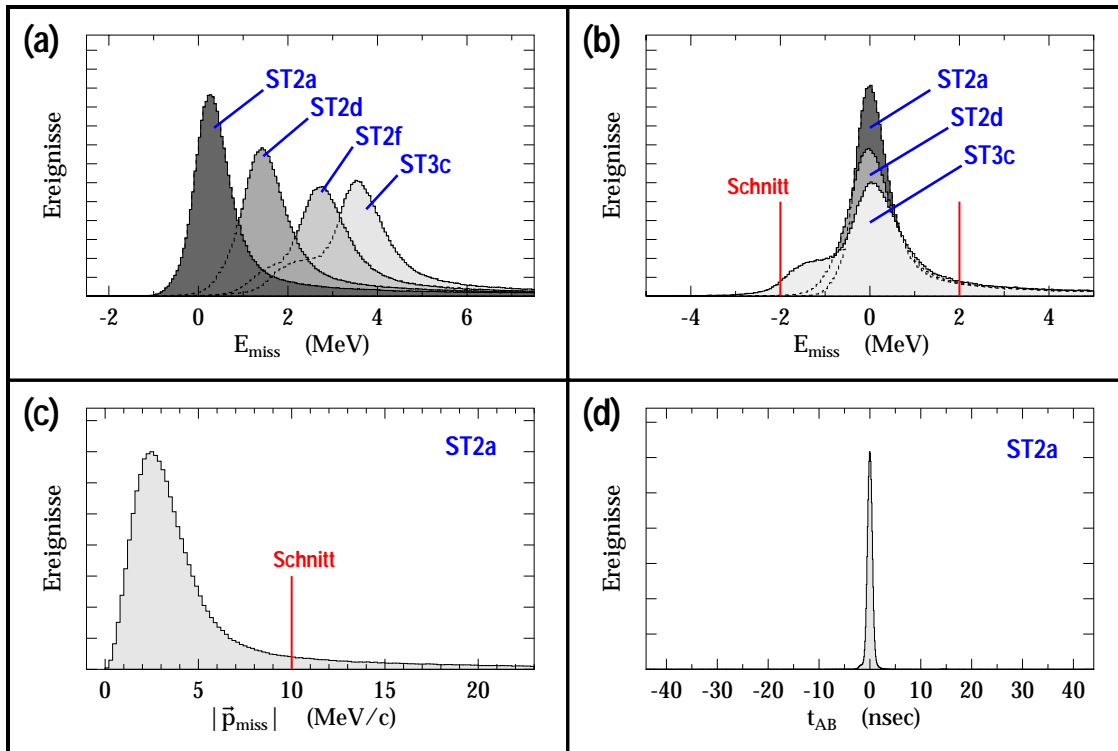 (a)
ST2a
ST2d
ST2f
ST3c
Ereignisse
-2 0 2 4 6
E_miss (MeV)
(b)
ST2a
ST2d
ST3c
Schnitt
Ereignisse
-4 -2 0 2 4
E_miss (MeV)
(c)
ST2a
Schnitt
Ereignisse
0 5 10 15 20
|p⃗_miss| (MeV/c)
(d)
ST2a
Ereignisse
-40 -30 -20 -10 0 10 20 30 40
t_AB (nsec)